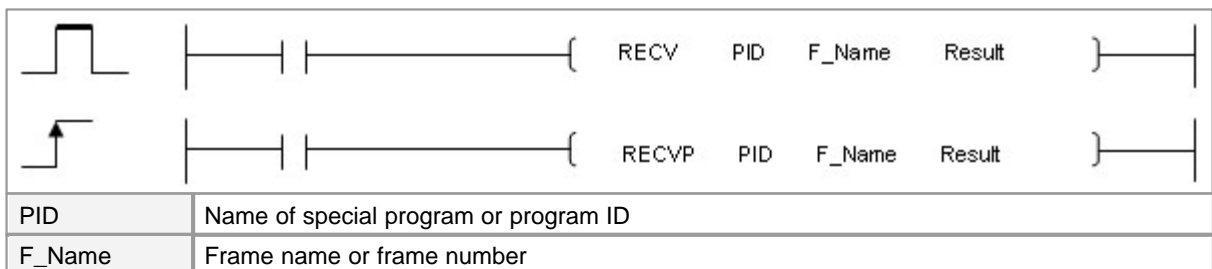 RECV PID F_Name Result
RECVP PID F_Name Result
PID Name of special program or program ID
F_Name Frame name or frame number